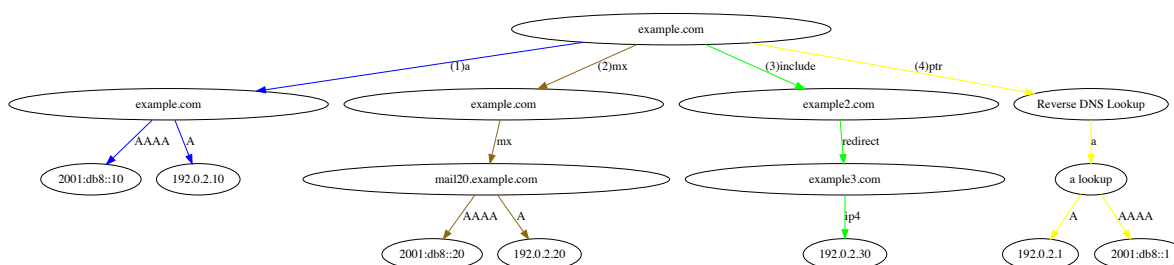 example.com
(1)a
(2)mx
(3)include
(4)ptr
example.com
example.com
example2.com
Reverse DNS Lookup
AAAA
A
mx
redirect
a
2001:db8::10
192.0.2.10
mail20.example.com
example3.com
a lookup
AAAA
A
ip4
A
AAAA
2001:db8::20
192.0.2.20
192.0.2.30
192.0.2.1
2001:db8::1